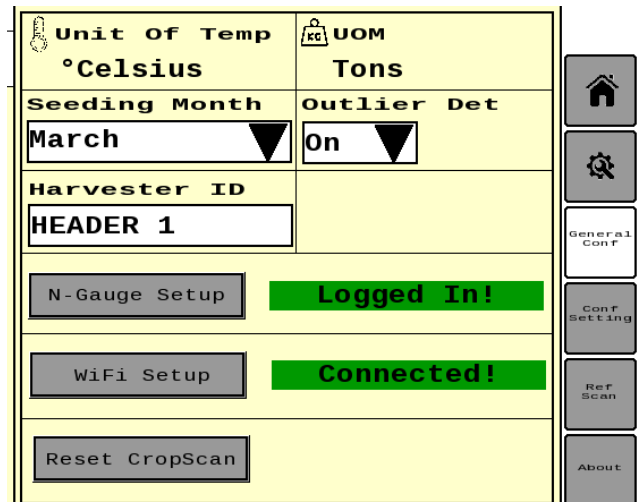 Unit Of Temp
KG UOM
°Celsius
Tons
Seeding Month
Outlier Det
March
On
Harvester ID
HEADER 1
N-Gauge Setup
Logged In!
WiFi Setup
Connected!
Reset CropScan
General
Conf
Conf
Setting
Ref
Scan
About